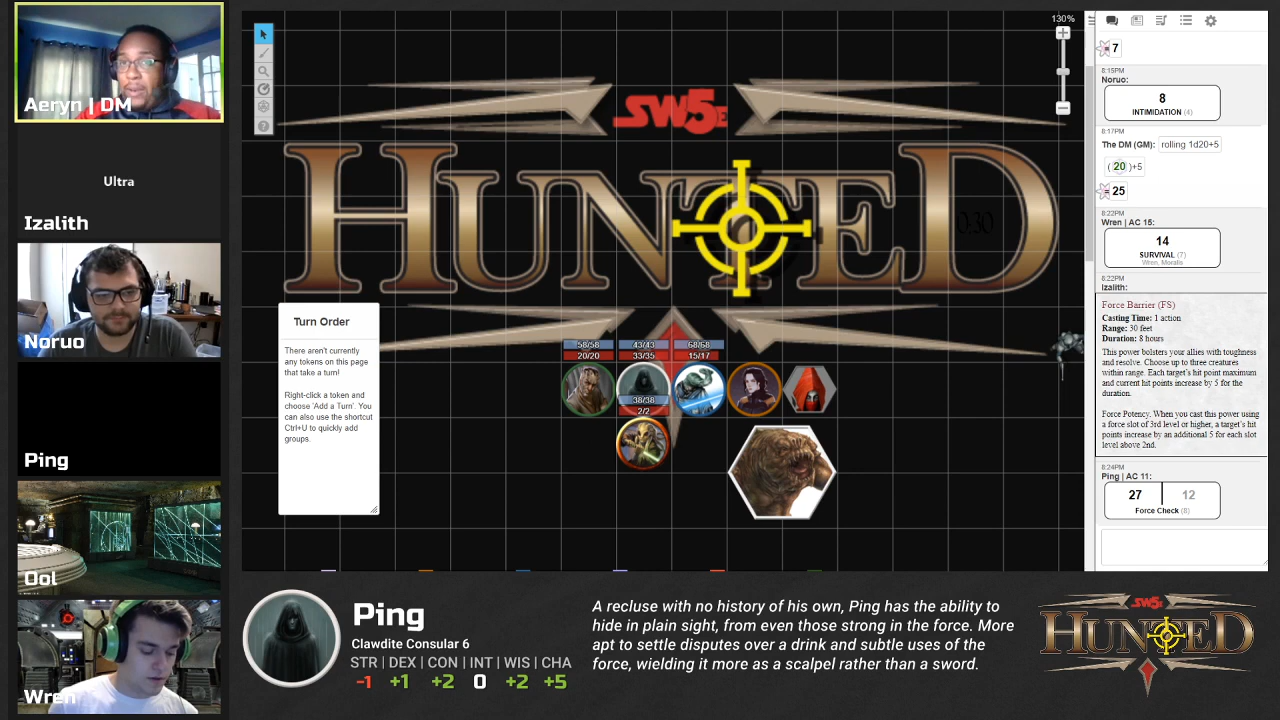 Aeryn | DM
Ultra
Izalith
Noruo
Ping
Ool
Wren
SW5E
HUNTED
0:30
130%
Turn Order
There aren't currently
any tokens on this page
that take a turn!
Right-click a token and
choose 'Add a Turn'. You
can also use the shortcut
Ctrl+U to quickly add
groups.
58/58
20/20
43/43
33/35
68/68
15/17
38/38
2/2
7
8:15PM
Noruo:
8
INTIMIDATION (4)
8:17PM
The DM (GM): rolling 1d20+5
(20)+5
25
8:22PM
Wren | AC 15:
14
SURVIVAL (7)
Wren, Moralle
8:22PM
Izalith:
Force Barrier (FS)
Casting Time: 1 action
Range: 30 feet
Duration: 8 hours
This power bolsters your allies with toughness
and resolve. Choose up to three creatures
within range. Each target's hit point maximum
and current hit points increase by 5 for the
duration.
Force Potency. When you cast this power using
a force slot of 3rd level or higher, a target's hit
points increase by an additional 5 for each slot
level above 2nd.
8:24PM
Ping | AC 11:
27 12
Force Check (8)
Ping
Clawdite Consular 6
STR | DEX | CON | INT | WIS | CHA
-1 +1 +2 0 +2 +5
A recluse with no history of his own, Ping has the ability to
hide in plain sight, from even those strong in the force. More
apt to settle disputes over a drink and subtle uses of the
force, wielding it more as a scalpel rather than a sword.
SW5E
HUNTED